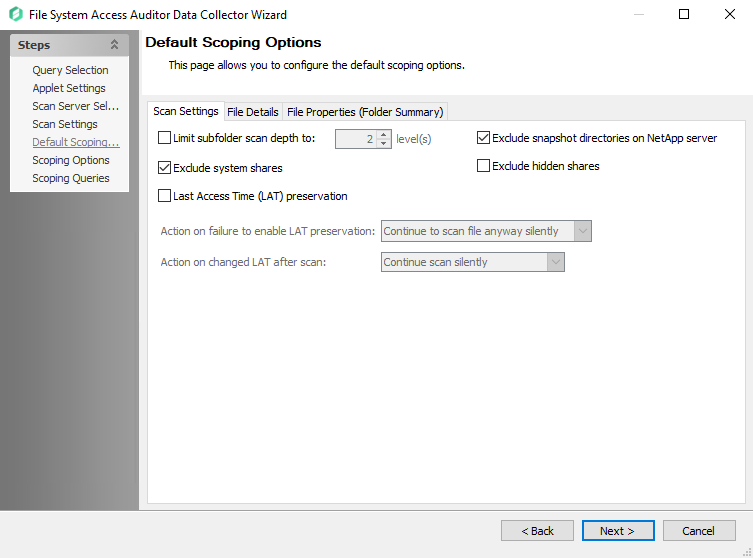 File System Access Auditor Data Collector Wizard
Steps
Query Selection
Applet Settings
Scan Server Sel...
Scan Settings
Default Scoping...
Scoping Options
Scoping Queries
Default Scoping Options
This page allows you to configure the default scoping options.
Scan Settings File Details File Properties (Folder Summary)
Limit subfolder scan depth to: 2 level(s) Exclude snapshot directories on NetApp server
Exclude system shares Exclude hidden shares
Last Access Time (LAT) preservation
Action on failure to enable LAT preservation: Continue to scan file anyway silently
Action on changed LAT after scan: Continue scan silently
< Back Next > Cancel